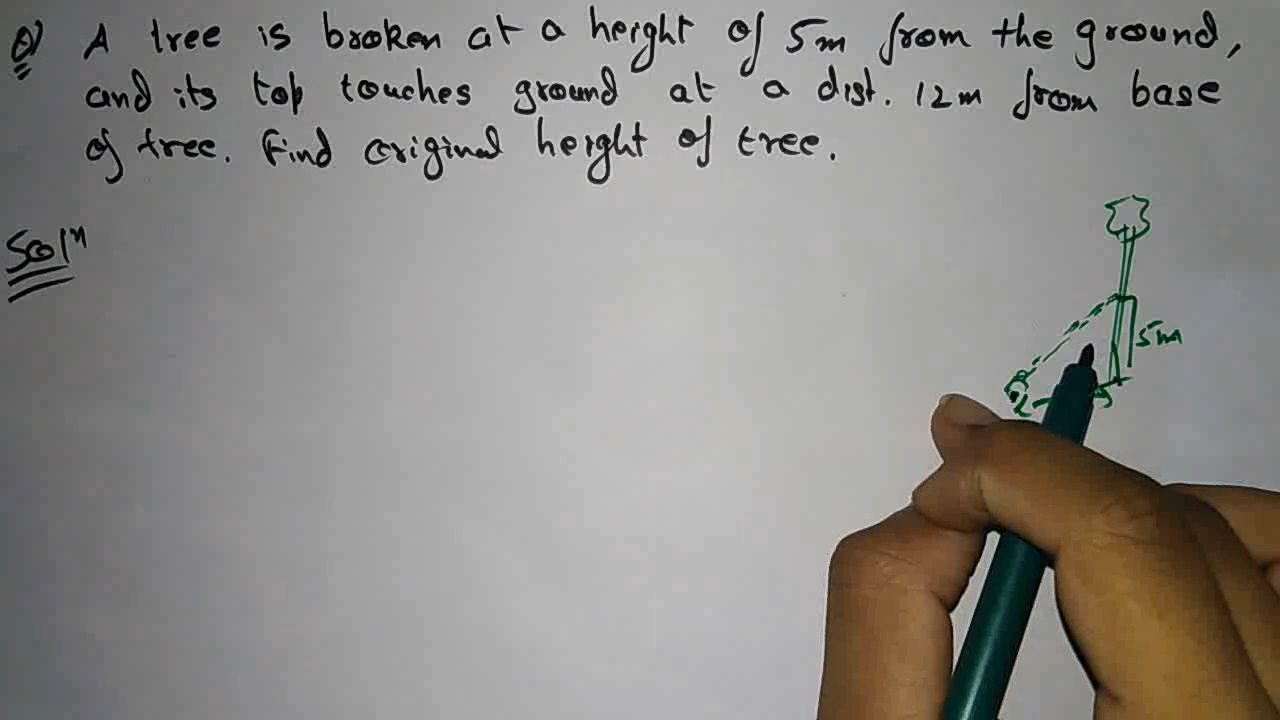 Q) A tree is broken at a height of 5m from the ground,
and its top touches ground at a dist. 12m from base
of tree. Find original height of tree.
Solⁿ
5m